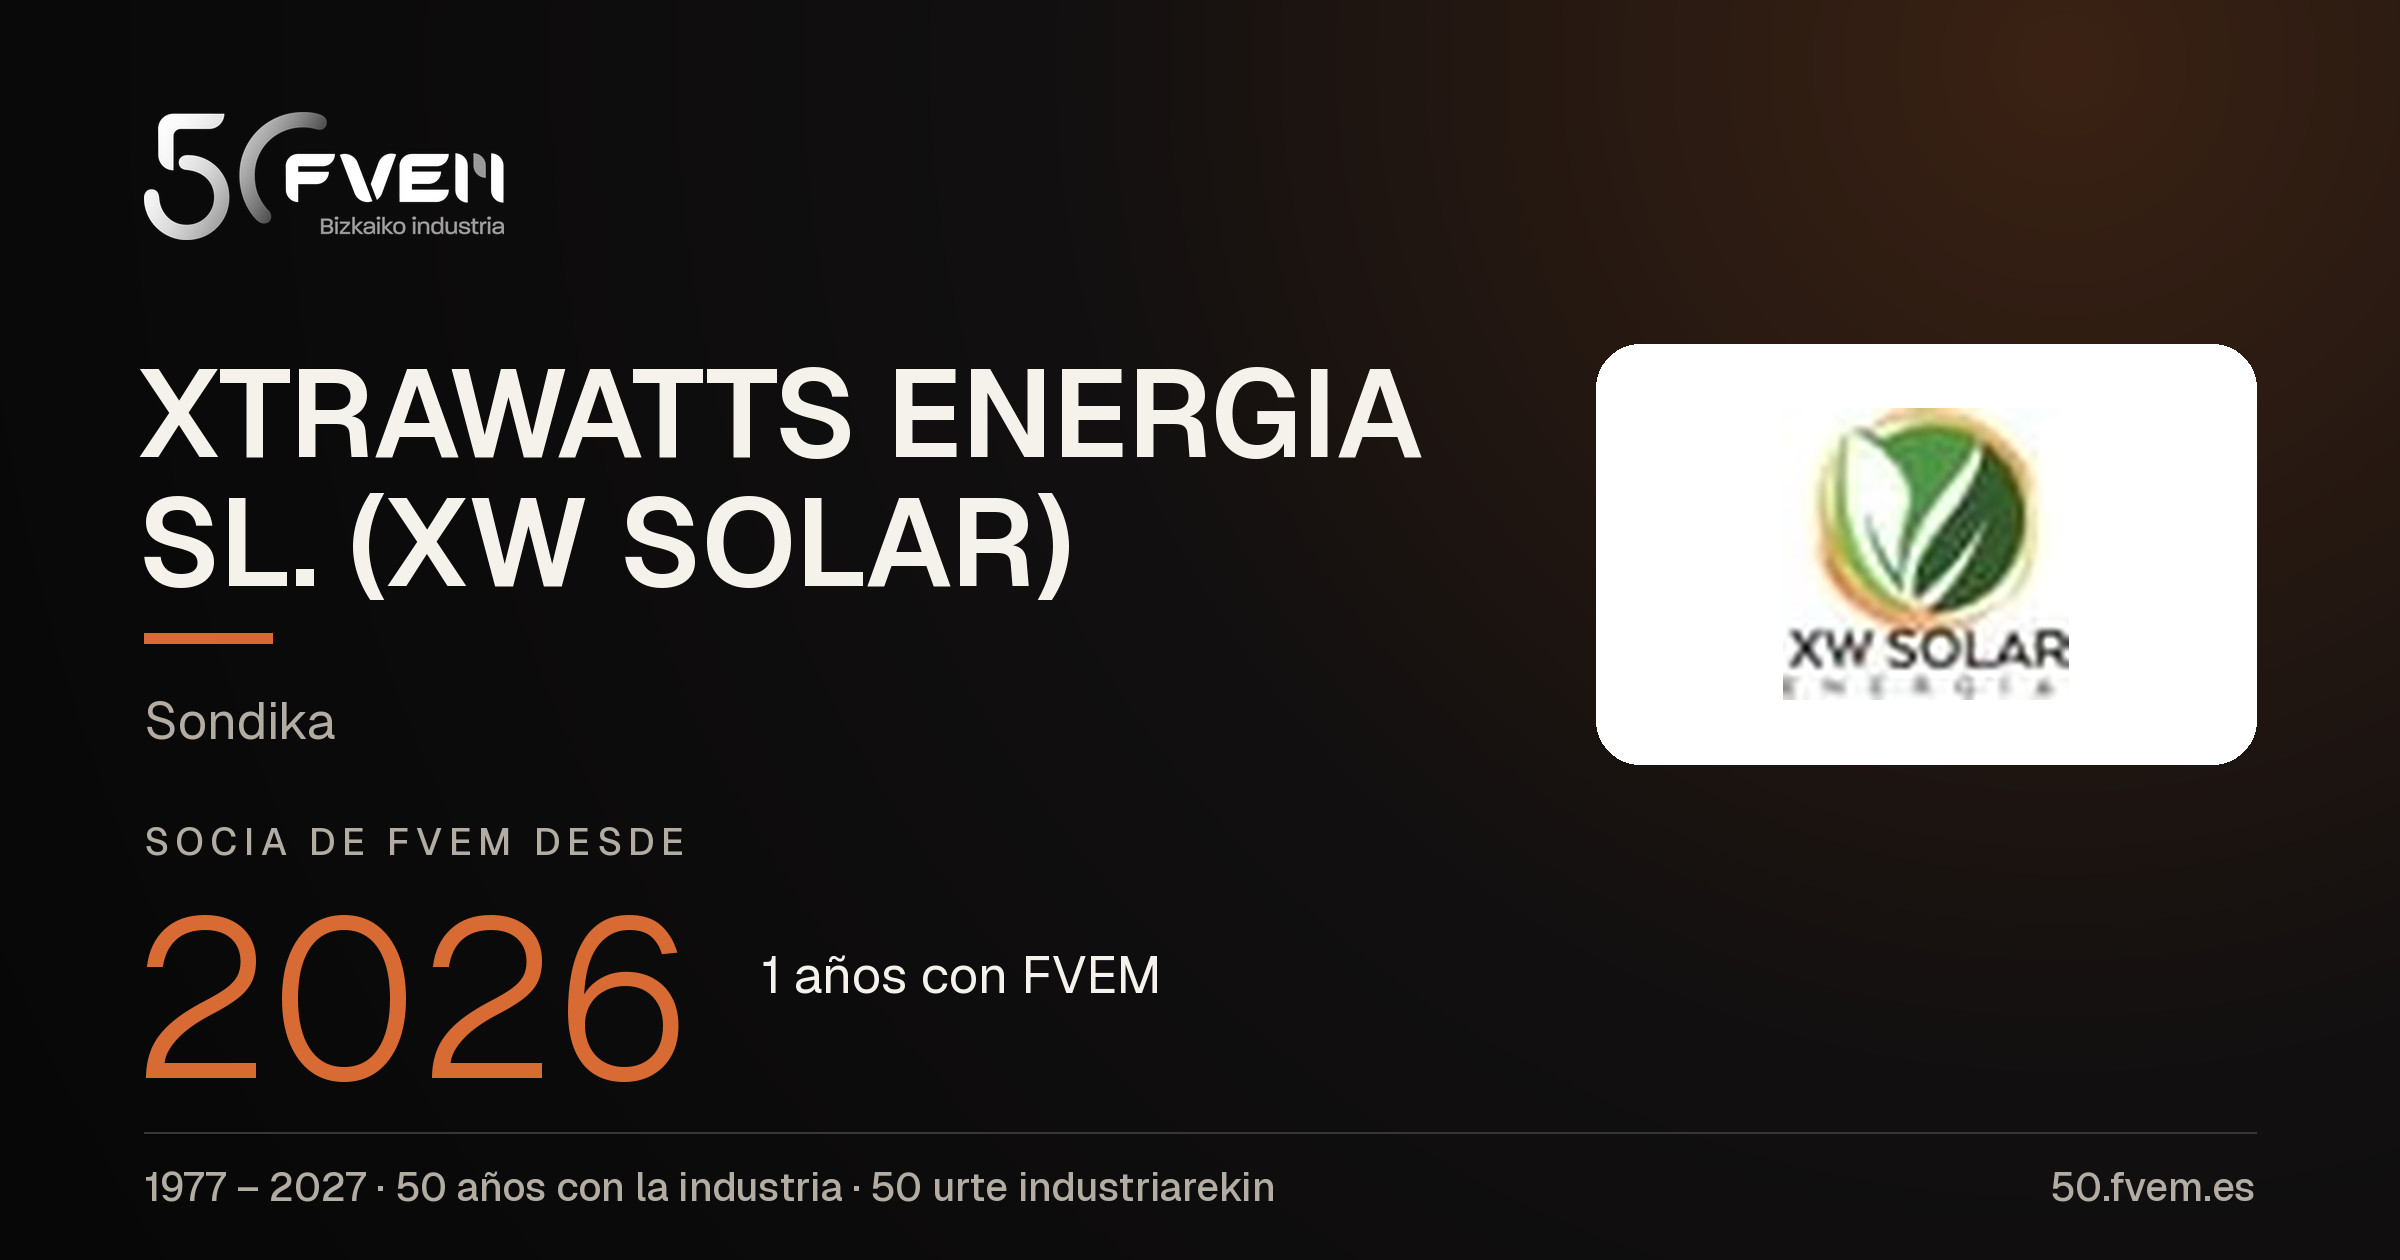 50 FVEM
Bizkaiko industria
XTRAWATTS ENERGIA
SL. (XW SOLAR)
XW SOLAR
ENERGIA
Sondika
SOCIA DE FVEM DESDE
2026
1 años con FVEM
1977 – 2027 · 50 años con la industria · 50 urte industriarekin
50.fvem.es